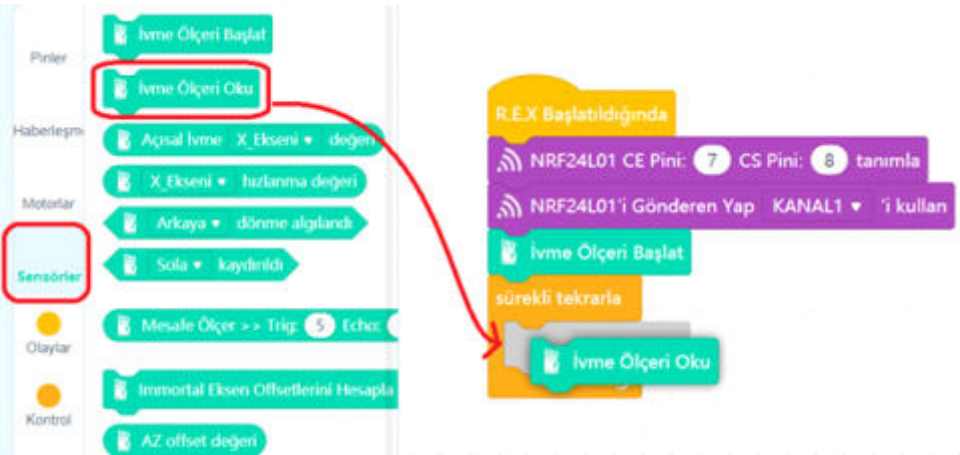 Pinler
Haberleşm
Motorlar
Sensörler
Olaylar
Kontrol
İvme Ölçeri Başlat
İvme Ölçeri Oku
Açısal İvme X_Ekseni değeri
X_Ekseni hızlanma değeri
Arkaya dönme algılandı
Sola kaydırıldı
Mesafe Ölçer >> Trig: 5 Echo:
Immortal Eksen Offsetlerini Hesapla
AZ offset değeri
R.E.X Başlatıldığında
NRF24L01 CE Pini: 7 CS Pini: 8 tanımla
NRF24L01'i Gönderen Yap KANAL1 'i kullan
İvme Ölçeri Başlat
sürekli tekrarla
İvme Ölçeri Oku